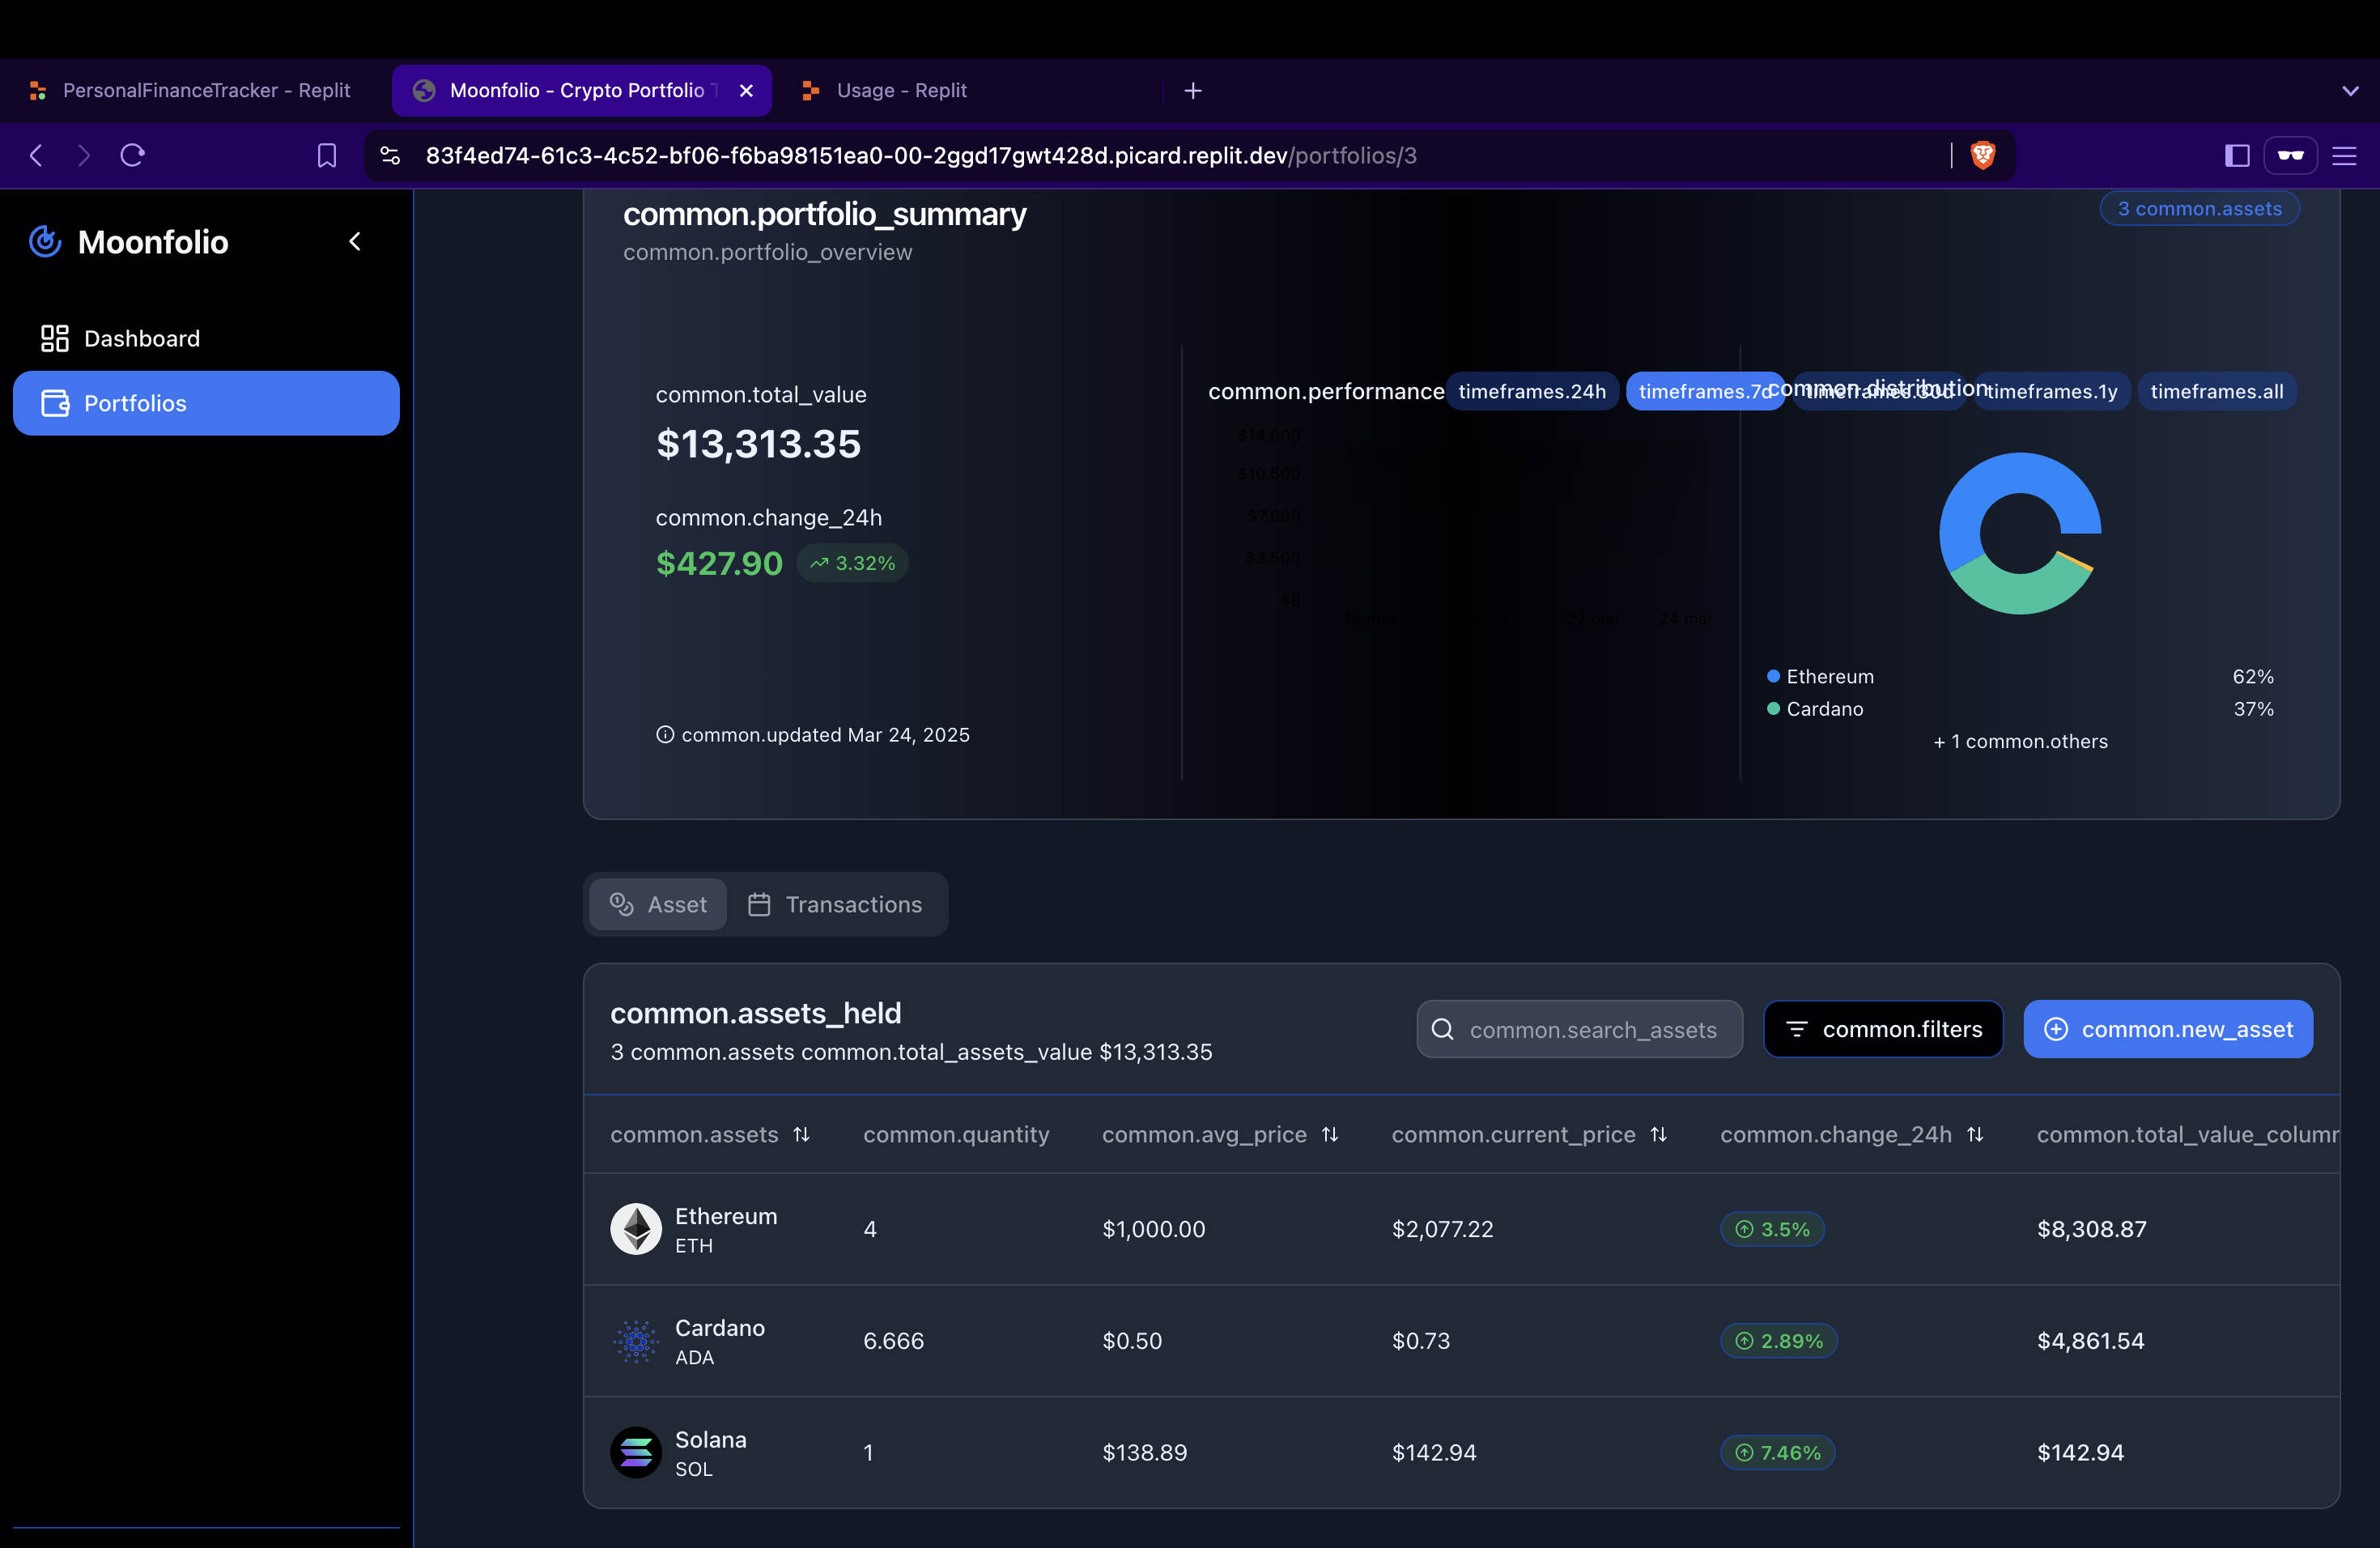 PersonalFinanceTracker - Replit
Moonfolio - Crypto Portfolio T
Usage - Replit
83f4ed74-61c3-4c52-bf06-f6ba98151ea0-00-2ggd17gwt428d.picard.replit.dev/portfolios/3
Moonfolio
Dashboard
Portfolios
common.portfolio_summary
3 common.assets
common.portfolio_overview
common.total_value
$13,313.35
common.change_24h
$427.90
3.32%
common.updated Mar 24, 2025
common.performance
timeframes.24h
timeframes.7d
timeframes.30d
timeframes.1y
timeframes.all
$14.000
$10.500
$7.000
$3.500
$0
18 mar
22 mar
24 mar
common.distribution
Ethereum 62%
Cardano 37%
+ 1 common.others
Asset
Transactions
common.assets_held
3 common.assets common.total_assets_value $13,313.35
common.search_assets
common.filters
common.new_asset
common.assets common.quantity common.avg_price common.current_price common.change_24h common.total_value_column
Ethereum
ETH
4 $1,000.00 $2,077.22 3.5% $8,308.87
Cardano
ADA
6.666 $0.50 $0.73 2.89% $4,861.54
Solana
SOL
1 $138.89 $142.94 7.46% $142.94